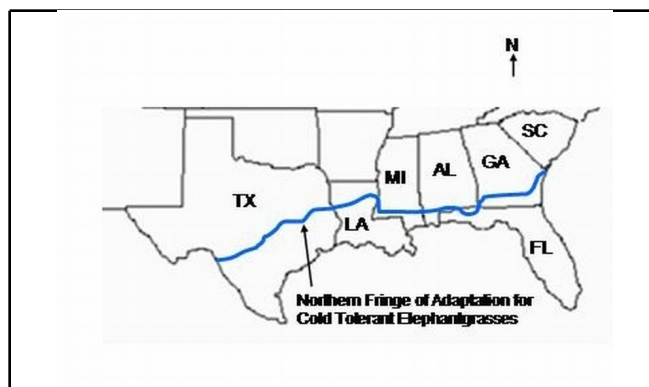 N
SC
GA
AL
MI
TX
LA
FL
Northern Fringe of Adaptation for
Cold Tolerant Elephantgrasses